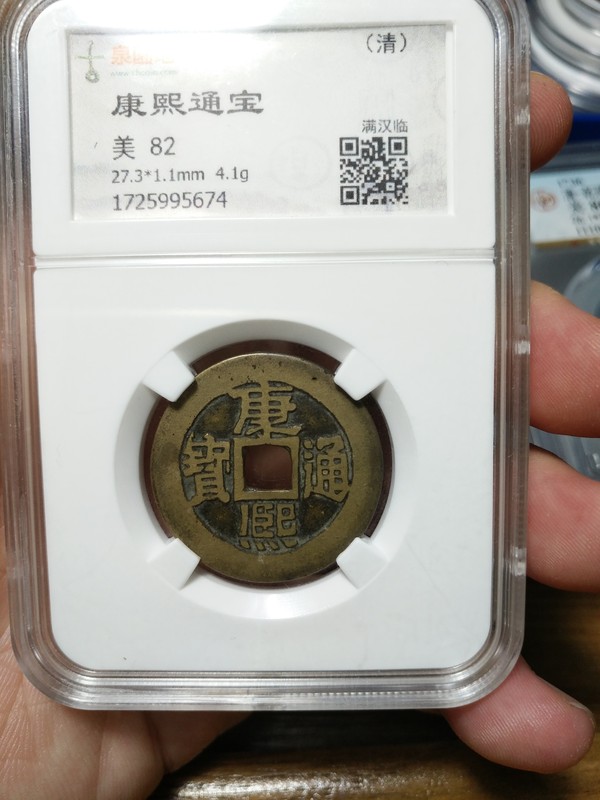 （清）
康熙通宝
满汉临
美 82
27.3*1.1mm 4.1g
1725995674
康
通
寶
熙